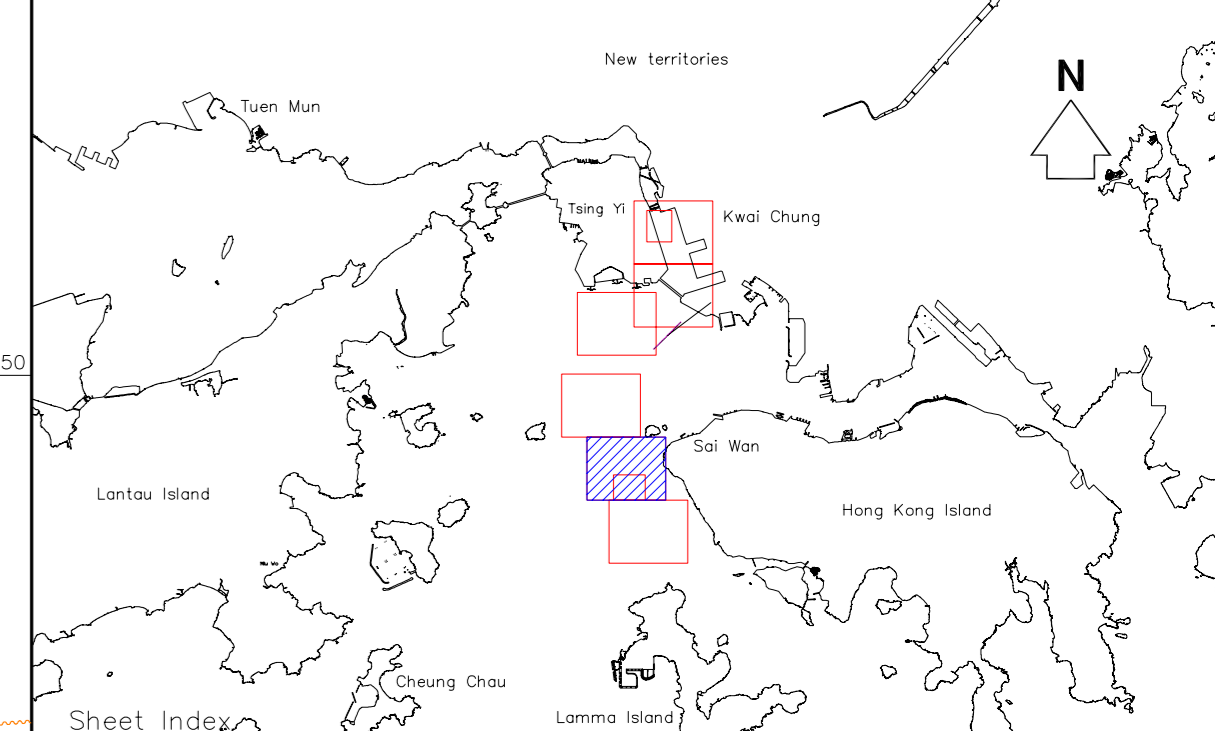 New territories
N
Tuen Mun
Tsing Yi
Kwai Chung
50
Sai Wan
Lantau Island
Hong Kong Island
Cheung Chau
Lamma Island
Sheet Index